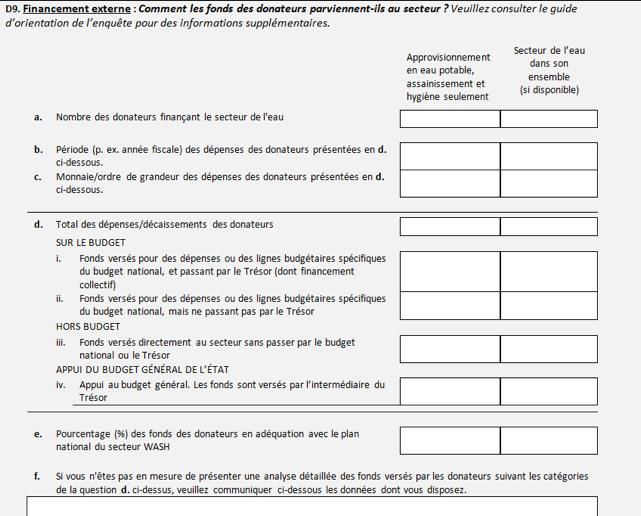 D9. Financement externe : Comment les fonds des donateurs parviennent-ils au secteur ? Veuillez consulter le guide
d'orientation de l'enquête pour des informations supplémentaires.
Approvisionnement
en eau potable,
assainissement et
hygiène seulement
Secteur de l'eau
dans son
ensemble
(si disponible)
a. Nombre des donateurs finançant le secteur de l'eau
b. Période (p. ex. année fiscale) des dépenses des donateurs présentées en d.
ci-dessous.
c. Monnaie/ordre de grandeur des dépenses des donateurs présentées en d.
ci-dessous.
d. Total des dépenses/décaissements des donateurs
SUR LE BUDGET
i. Fonds versés pour des dépenses ou des lignes budgétaires spécifiques
du budget national, et passant par le Trésor (dont financement
collectif)
ii. Fonds versés pour des dépenses ou des lignes budgétaires spécifiques
du budget national, mais ne passant pas par le Trésor
HORS BUDGET
iii. Fonds versés directement au secteur sans passer par le budget
national ou le Trésor
APPUI DU BUDGET GÉNÉRAL DE L'ÉTAT
iv. Appui au budget général. Les fonds sont versés par l'intermédiaire du
Trésor
e. Pourcentage (%) des fonds des donateurs en adéquation avec le plan
national du secteur WASH
f. Si vous n'êtes pas en mesure de présenter une analyse détaillée des fonds versés par les donateurs suivant les catégories
de la question d. ci-dessus, veuillez communiquer ci-dessous les données dont vous disposez.